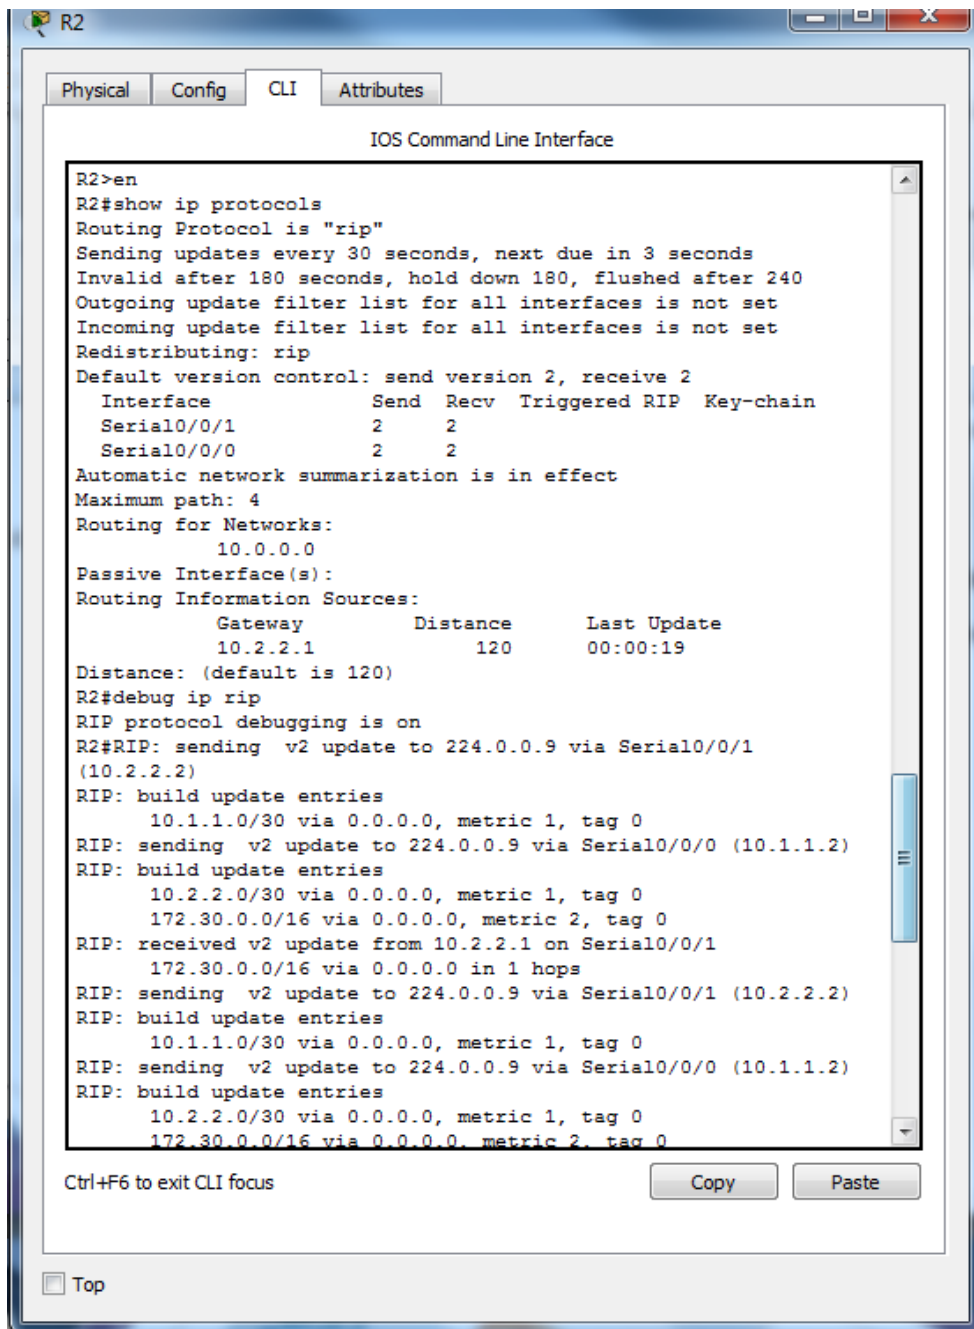 R2
Physical Config CLI Attributes
IOS Command Line Interface
R2>en
R2#show ip protocols
Routing Protocol is "rip"
Sending updates every 30 seconds, next due in 3 seconds
Invalid after 180 seconds, hold down 180, flushed after 240
Outgoing update filter list for all interfaces is not set
Incoming update filter list for all interfaces is not set
Redistributing: rip
Default version control: send version 2, receive 2
  Interface             Send  Recv  Triggered RIP  Key-chain
  Serial0/0/1           2     2
  Serial0/0/0           2     2
Automatic network summarization is in effect
Maximum path: 4
Routing for Networks:
            10.0.0.0
Passive Interface(s):
Routing Information Sources:
            Gateway         Distance      Last Update
            10.2.2.1             120      00:00:19
Distance: (default is 120)
R2#debug ip rip
RIP protocol debugging is on
R2#RIP: sending  v2 update to 224.0.0.9 via Serial0/0/1
(10.2.2.2)
RIP: build update entries
      10.1.1.0/30 via 0.0.0.0, metric 1, tag 0
RIP: sending  v2 update to 224.0.0.9 via Serial0/0/0 (10.1.1.2)
RIP: build update entries
      10.2.2.0/30 via 0.0.0.0, metric 1, tag 0
      172.30.0.0/16 via 0.0.0.0, metric 2, tag 0
RIP: received v2 update from 10.2.2.1 on Serial0/0/1
      172.30.0.0/16 via 0.0.0.0 in 1 hops
RIP: sending  v2 update to 224.0.0.9 via Serial0/0/1 (10.2.2.2)
RIP: build update entries
      10.1.1.0/30 via 0.0.0.0, metric 1, tag 0
RIP: sending  v2 update to 224.0.0.9 via Serial0/0/0 (10.1.1.2)
RIP: build update entries
      10.2.2.0/30 via 0.0.0.0, metric 1, tag 0
      172.30.0.0/16 via 0.0.0.0, metric 2, tag 0
Ctrl+F6 to exit CLI focus
Copy Paste
Top